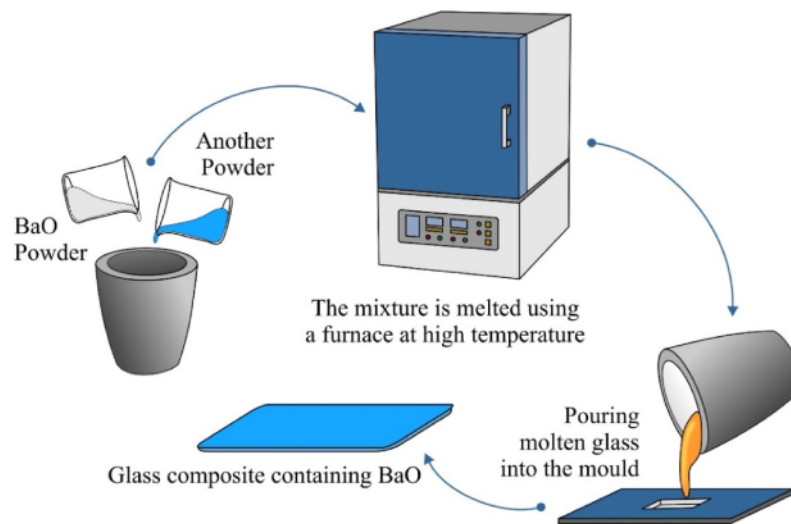 Another
Powder
BaO
Powder
The mixture is melted using
a furnace at high temperature
Pouring
molten glass
into the mould
Glass composite containing BaO